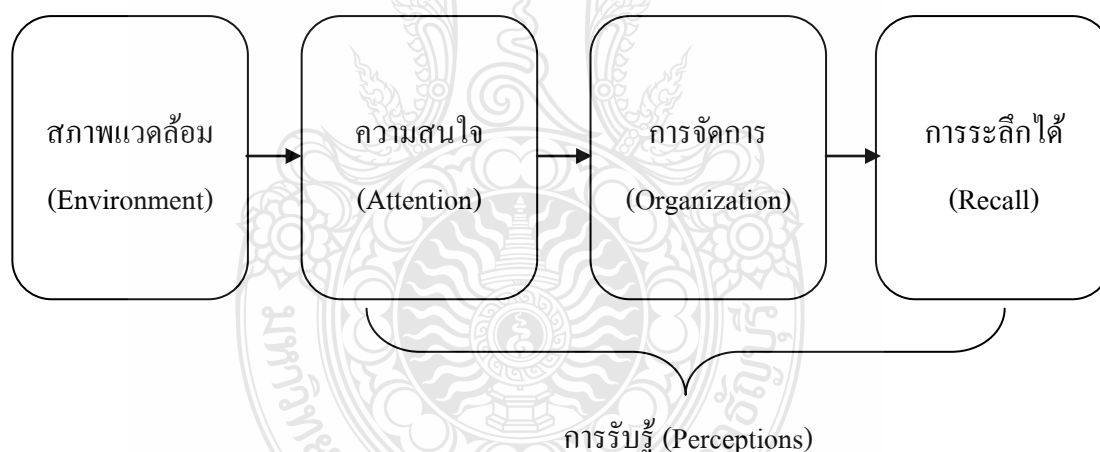 สภาพแวดล้อม
(Environment)
ความสนใจ
(Attention)
การจัดการ
(Organization)
การระลึกได้
(Recall)
การรับรู้ (Perceptions)